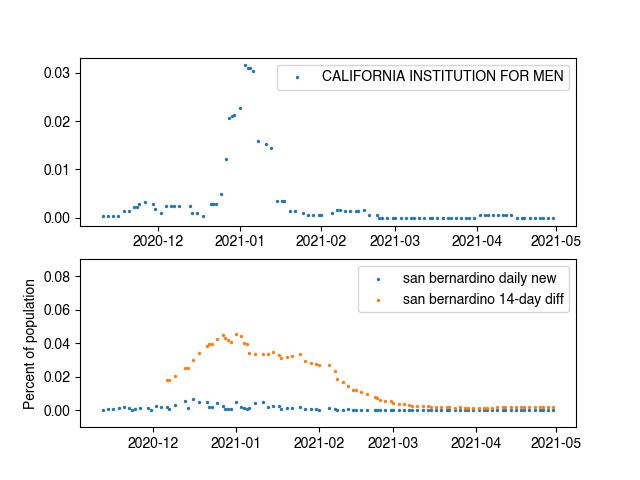 0.03
CALIFORNIA INSTITUTION FOR MEN
0.02
0.01
0.00
2020-12 2021-01 2021-02 2021-03 2021-04 2021-05
Percent of population
0.08
san bernardino daily new
san bernardino 14-day diff
0.06
0.04
0.02
0.00
2020-12 2021-01 2021-02 2021-03 2021-04 2021-05